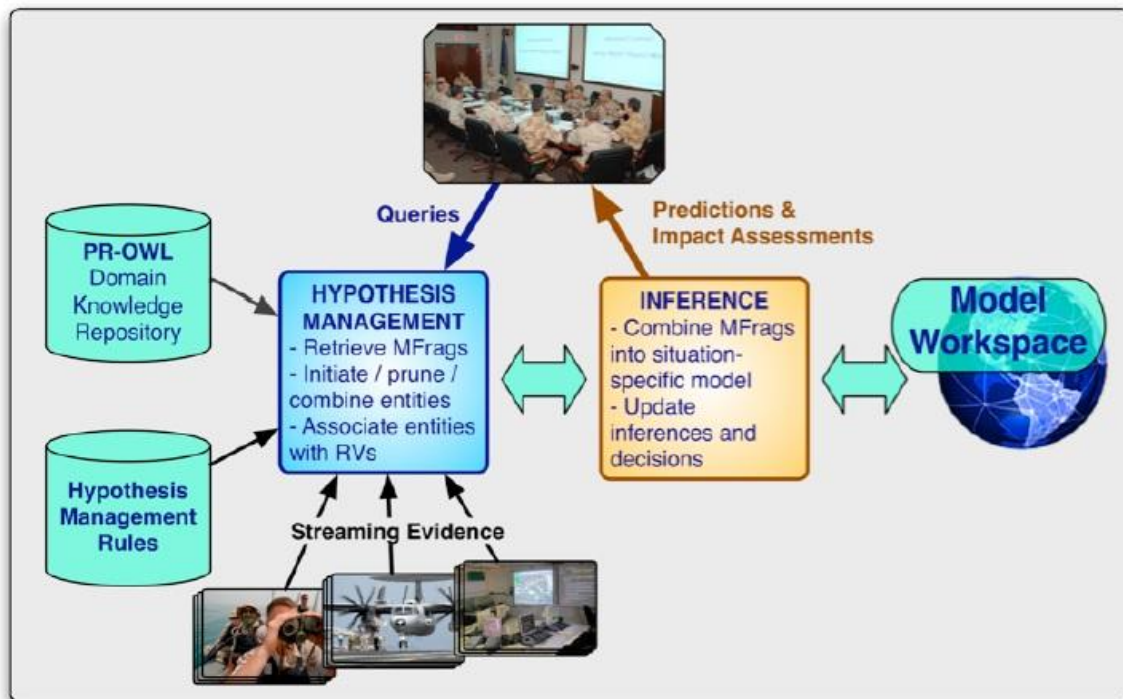 Queries
Predictions &
Impact Assessments
PR-OWL
Domain
Knowledge
Repository
HYPOTHESIS
MANAGEMENT
- Retrieve MFrags
- Initiate / prune /
combine entities
- Associate entities
with RVs
INFERENCE
- Combine MFrags
into situation-
specific model
- Update
inferences and
decisions
Model
Workspace
Hypothesis
Management
Rules
Streaming Evidence